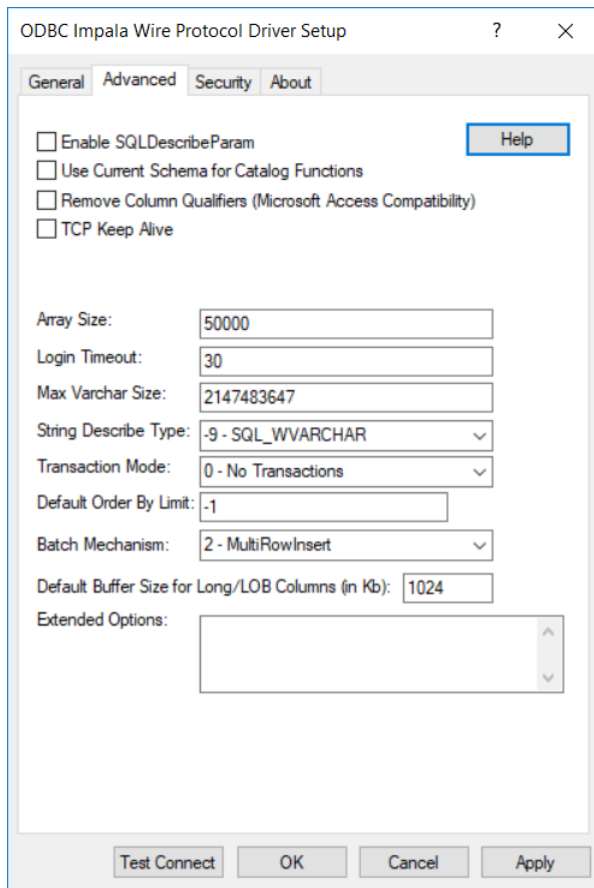 ODBC Impala Wire Protocol Driver Setup ?
General Advanced Security About
Enable SQLDescribeParam Help
Use Current Schema for Catalog Functions
Remove Column Qualifiers (Microsoft Access Compatibility)
TCP Keep Alive
Array Size: 50000
Login Timeout: 30
Max Varchar Size: 2147483647
String Describe Type: -9 - SQL_WVARCHAR
Transaction Mode: 0 - No Transactions
Default Order By Limit: -1
Batch Mechanism: 2 - MultiRowInsert
Default Buffer Size for Long/LOB Columns (in Kb): 1024
Extended Options:
Test Connect OK Cancel Apply